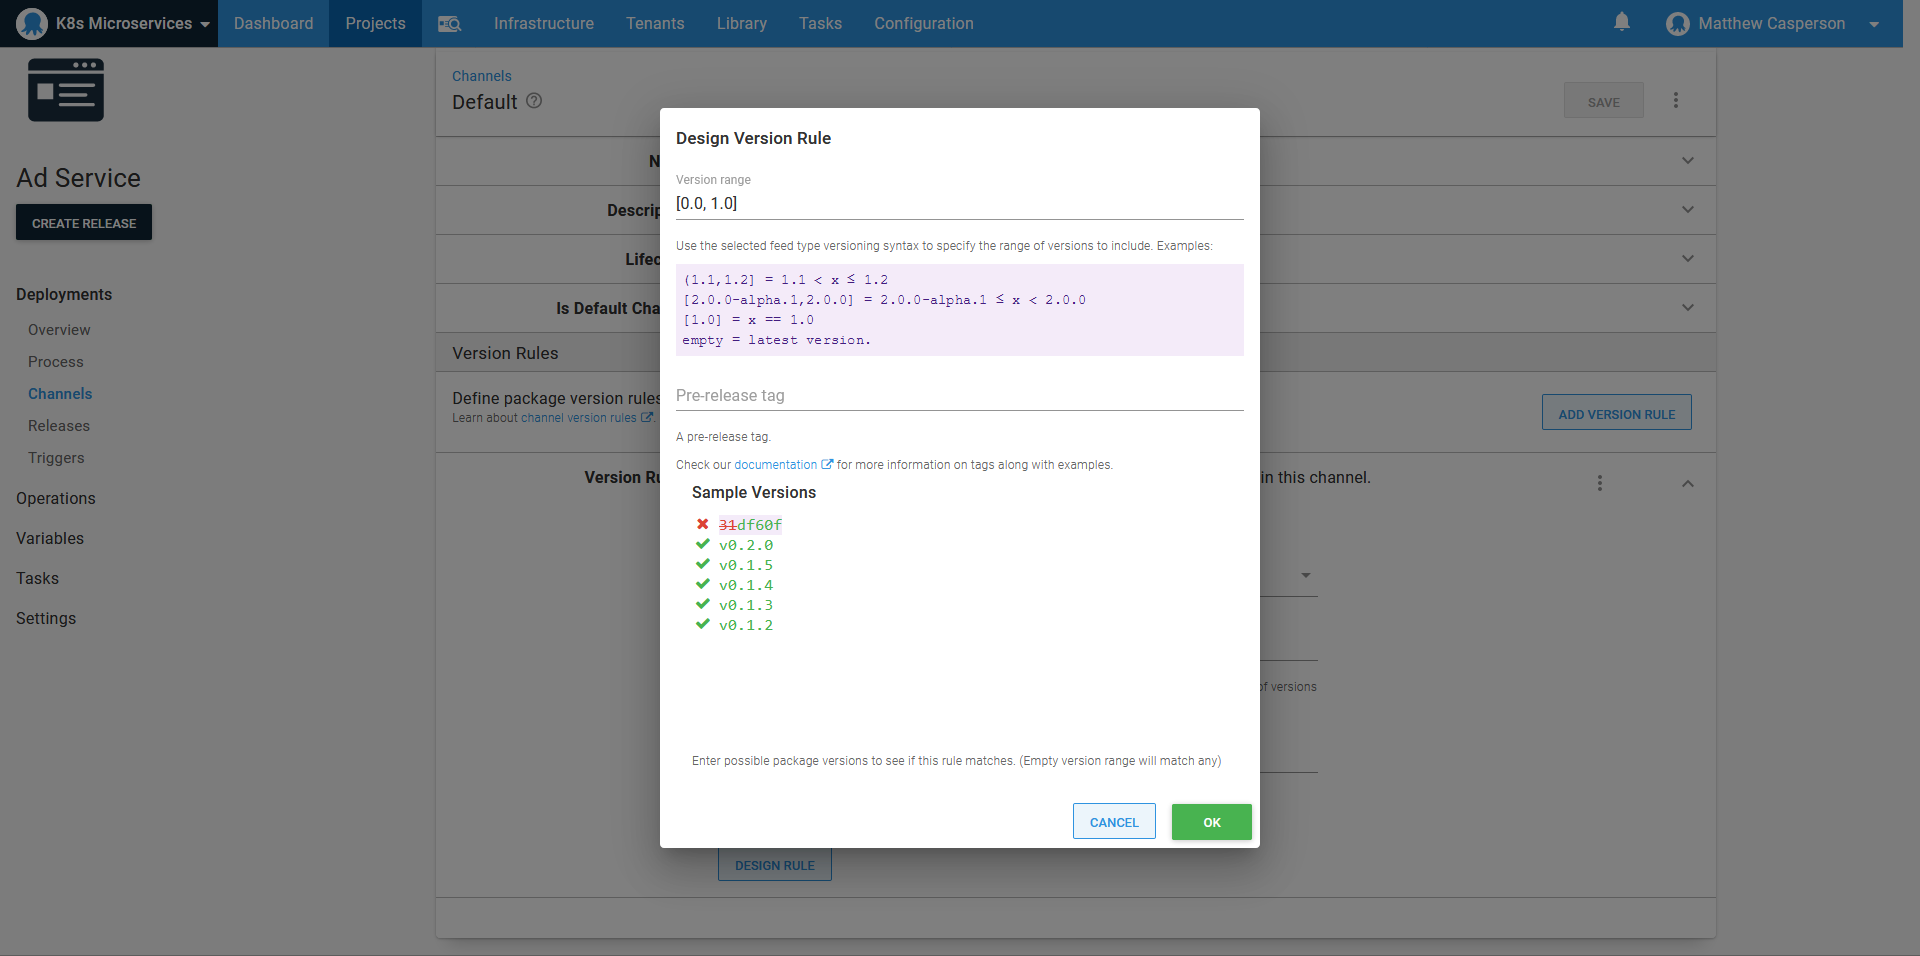 K8s Microservices
Dashboard
Projects
Infrastructure
Tenants
Library
Tasks
Configuration
Matthew Casperson
Ad Service
CREATE RELEASE
Deployments
Overview
Process
Channels
Releases
Triggers
Operations
Variables
Tasks
Settings
Channels
Default
SAVE
N
Descrip
Lifec
Is Default Cha
Version Rules
Define package version rules
Learn about channel version rules .
ADD VERSION RULE
Version Ru
in this channel.
of versions
DESIGN RULE
Design Version Rule
Version range
[0.0, 1.0]
Use the selected feed type versioning syntax to specify the range of versions to include. Examples:
(1.1,1.2] = 1.1 < x ≤ 1.2
[2.0.0-alpha.1,2.0.0] = 2.0.0-alpha.1 ≤ x < 2.0.0
[1.0] = x == 1.0
empty = latest version.
Pre-release tag
A pre-release tag.
Check our documentation for more information on tags along with examples.
Sample Versions
31df60f
v0.2.0
v0.1.5
v0.1.4
v0.1.3
v0.1.2
Enter possible package versions to see if this rule matches. (Empty version range will match any)
CANCEL
OK